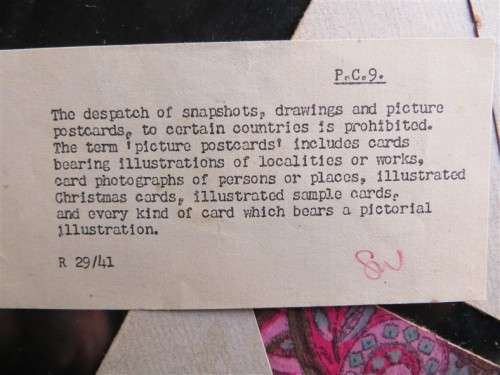 P.C.9.
The despatch of snapshots, drawings and picture
postcards, to certain countries is prohibited.
The term 'picture postcards' includes cards
bearing illustrations of localities or works,
card photographs of persons or places, illustrated
Christmas cards, illustrated sample cards,
and every kind of card which bears a pictorial
illustration.
R 29/41